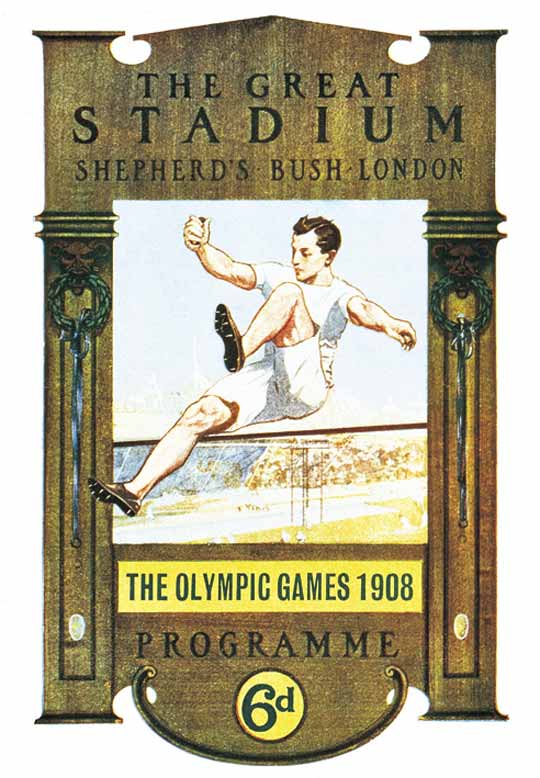 THE GREAT
STADIUM
SHEPHERD'S · BUSH · LONDON
THE OLYMPIC GAMES 1908
PROGRAMME
6d